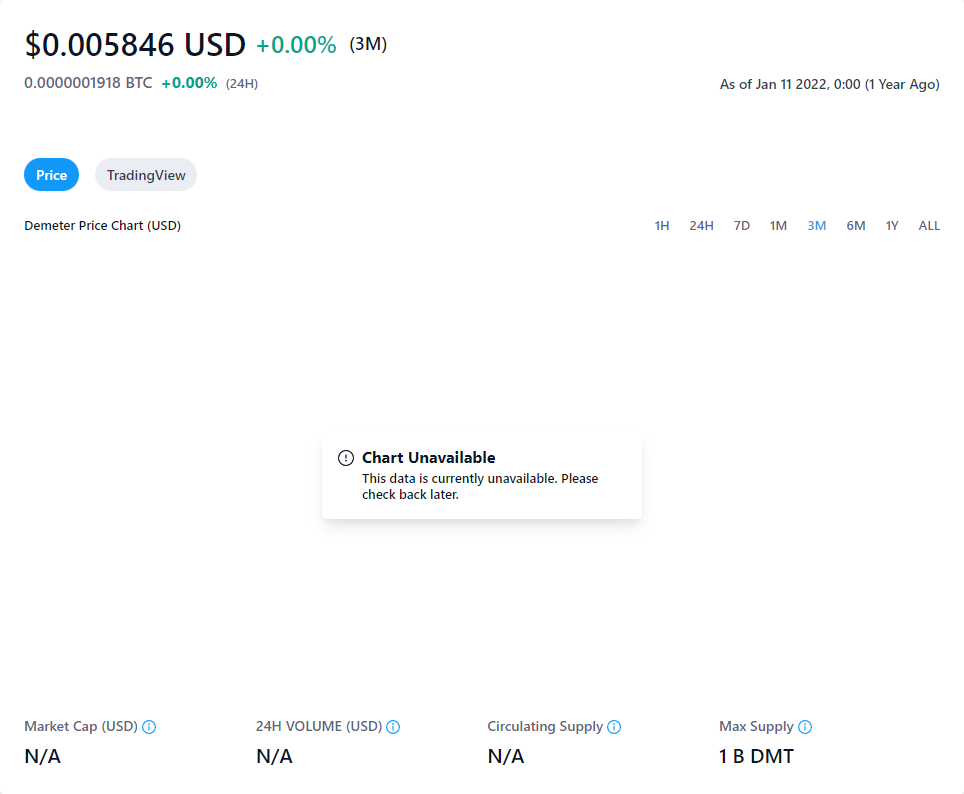 $0.005846 USD +0.00% (3M)
0.0000001918 BTC +0.00% (24H)
As of Jan 11 2022, 0:00 (1 Year Ago)
Price TradingView
Demeter Price Chart (USD)
1H 24H 7D 1M 3M 6M 1Y ALL
Chart Unavailable
This data is currently unavailable. Please
check back later.
Market Cap (USD)
N/A
24H VOLUME (USD)
N/A
Circulating Supply
N/A
Max Supply
1 B DMT